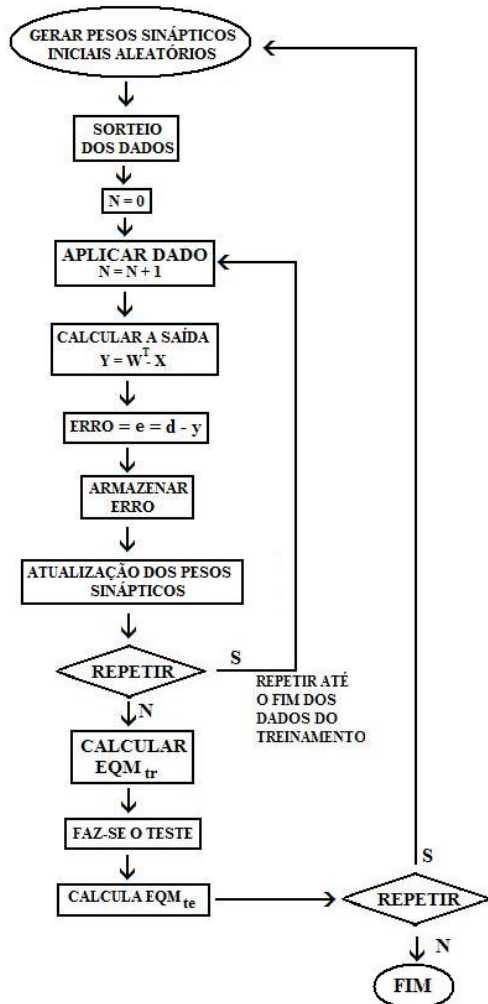 GERAR PESOS SINÁPTICOS
INICIAIS ALEATÓRIOS
SORTEIO
DOS DADOS
N = 0
APLICAR DADO
N = N + 1
CALCULAR A SAÍDA
Y = W^T - X
ERRO = e = d - y
ARMAZENAR
ERRO
ATUALIZAÇÃO DOS PESOS
SINÁPTICOS
REPETIR
S
REPETIR ATÉ
O FIM DOS
DADOS DO
TREINAMENTO
N
CALCULAR
EQM tr
FAZ-SE O TESTE
CALCULA EQM te
S
REPETIR
N
FIM